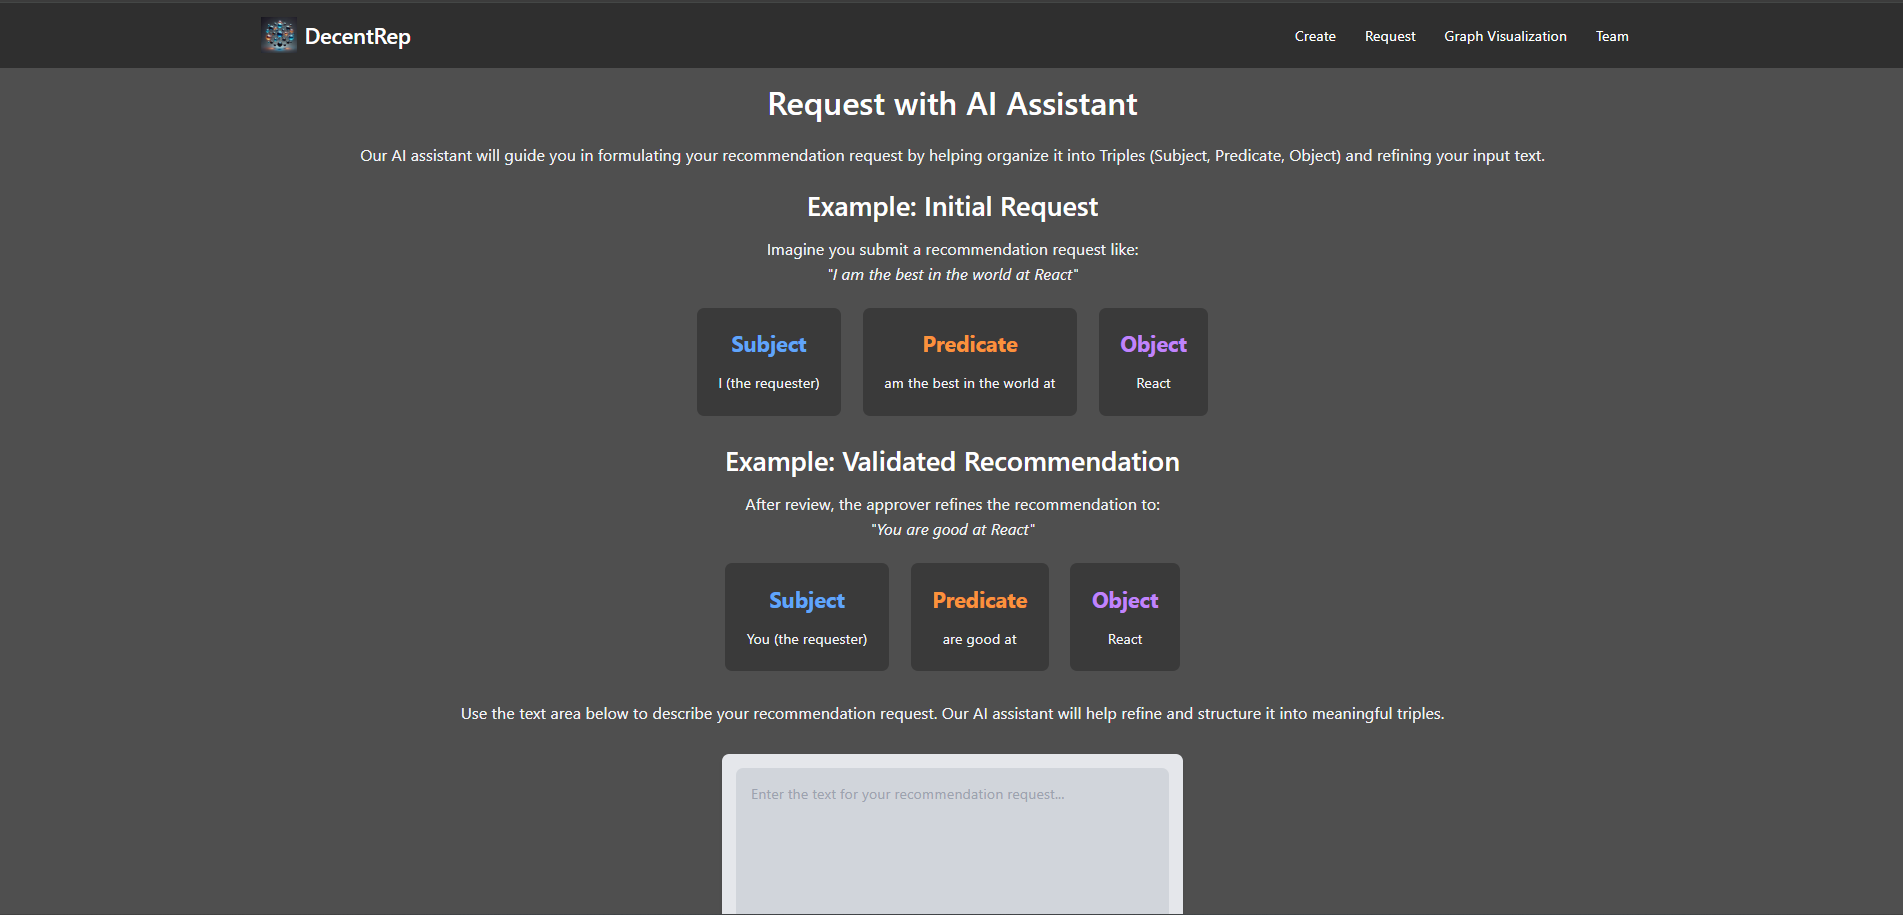 DecentRep
Create Request Graph Visualization Team
Request with AI Assistant
Our AI assistant will guide you in formulating your recommendation request by helping organize it into Triples (Subject, Predicate, Object) and refining your input text.
Example: Initial Request
Imagine you submit a recommendation request like:
"I am the best in the world at React"
Subject Predicate Object
I (the requester) am the best in the world at React
Example: Validated Recommendation
After review, the approver refines the recommendation to:
"You are good at React"
Subject Predicate Object
You (the requester) are good at React
Use the text area below to describe your recommendation request. Our AI assistant will help refine and structure it into meaningful triples.
Enter the text for your recommendation request...